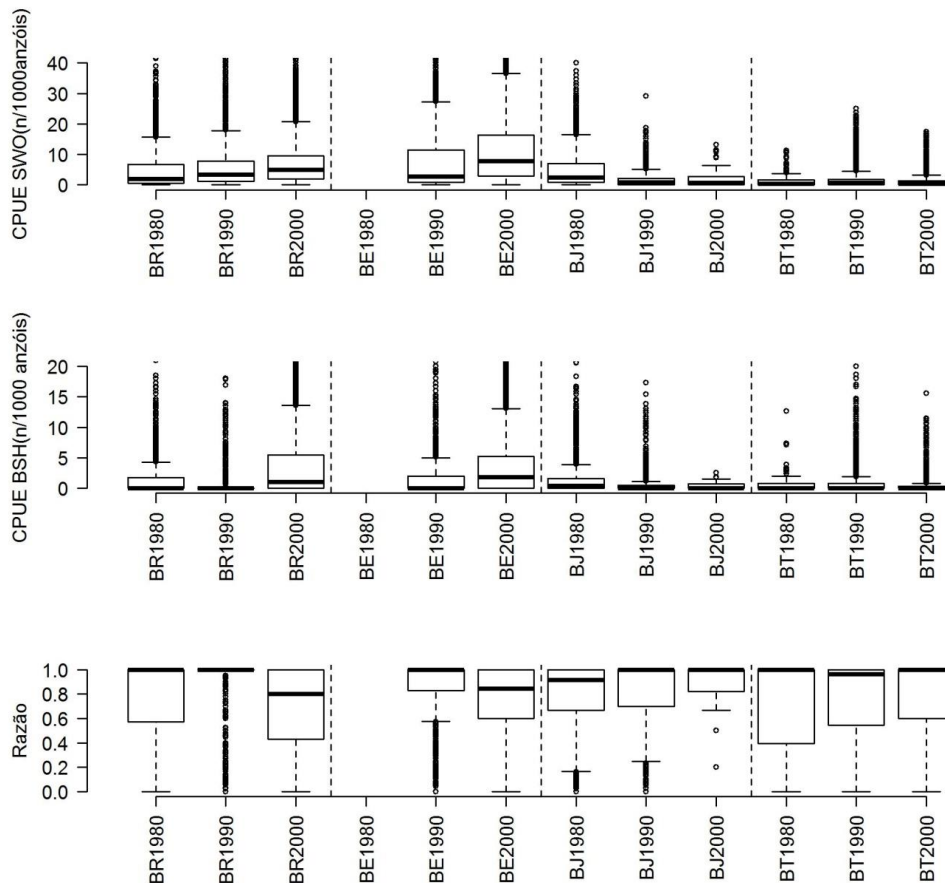 CPUE SWO(n/1000anzóis)
40
30
20
10
0
BR1980
BR1990
BR2000
BE1980
BE1990
BE2000
BJ1980
BJ1990
BJ2000
BT1980
BT1990
BT2000
CPUE BSH(n/1000 anzóis)
20
15
10
5
0
BR1980
BR1990
BR2000
BE1980
BE1990
BE2000
BJ1980
BJ1990
BJ2000
BT1980
BT1990
BT2000
Razão
1.0
0.8
0.6
0.4
0.2
0.0
BR1980
BR1990
BR2000
BE1980
BE1990
BE2000
BJ1980
BJ1990
BJ2000
BT1980
BT1990
BT2000